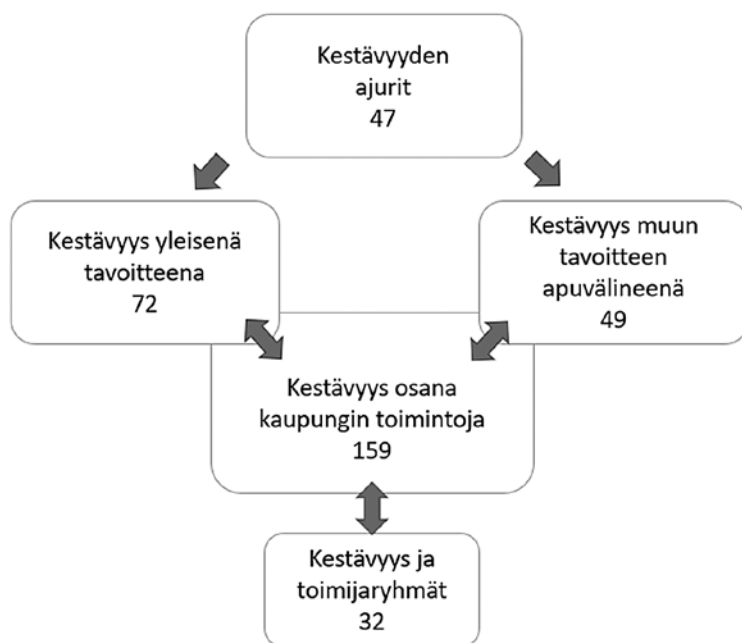 Kestävyyden
ajurit
47
Kestävyys yleisenä
tavoitteena
72
Kestävyys muun
tavoitteen
apuvälineenä
49
Kestävyys osana
kaupungin toimintoja
159
Kestävyys ja
toimijaryhmät
32